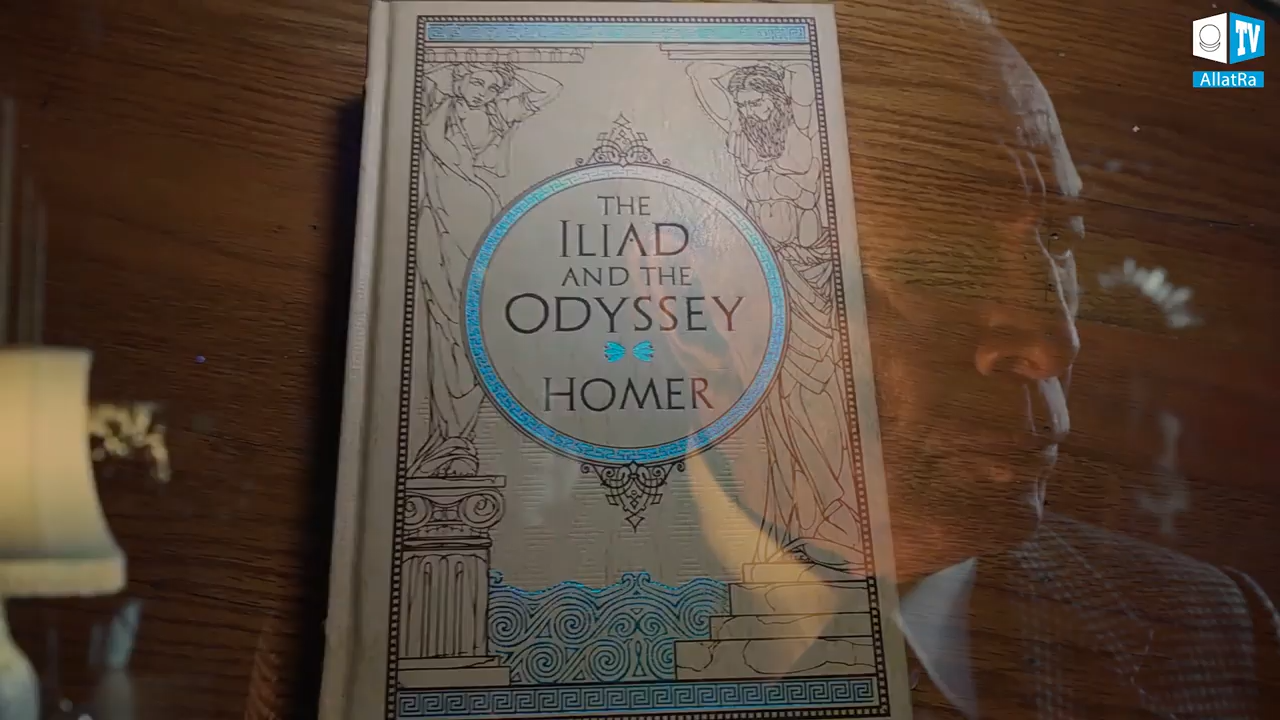 THE
ILIAD
AND THE
ODYSSEY
HOMER
TV
AllatRa